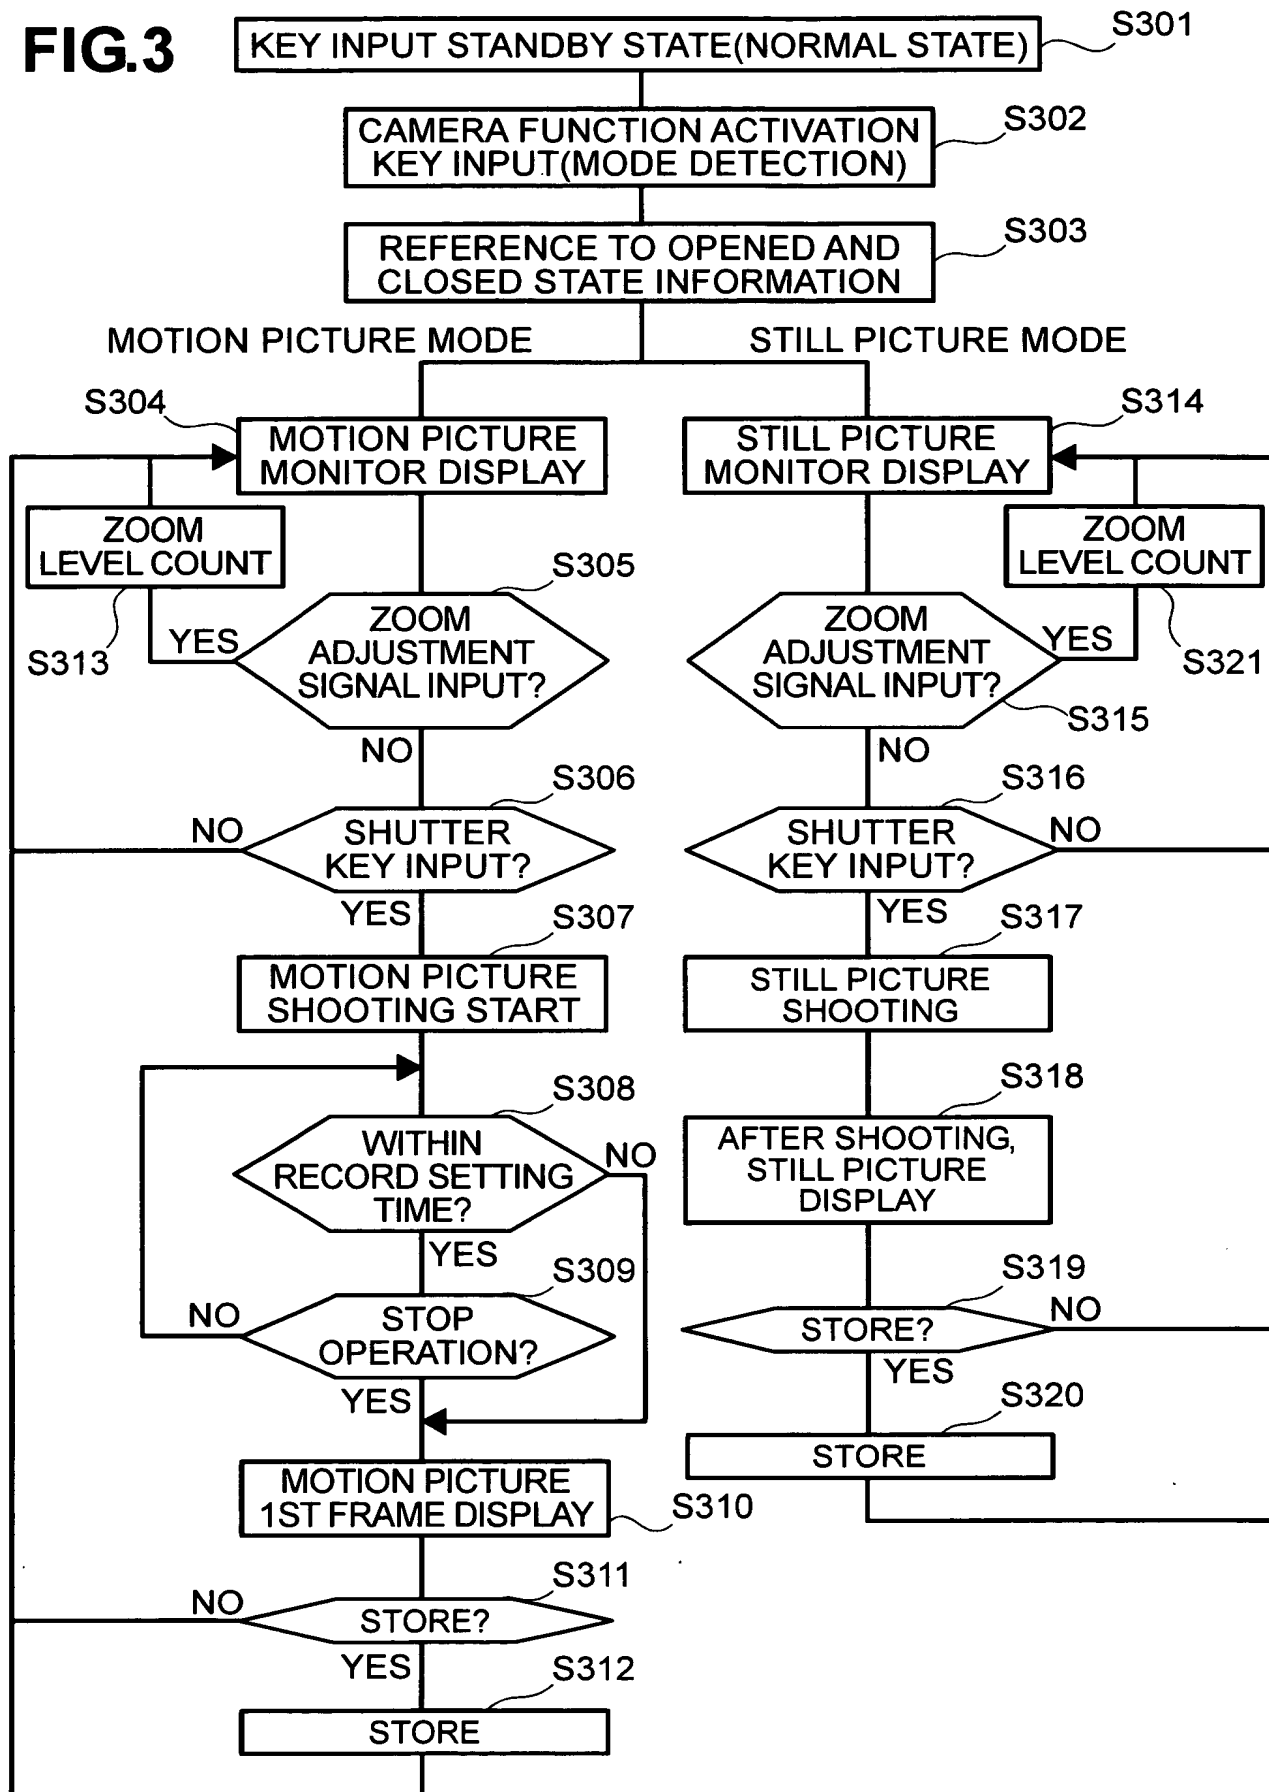 FIG.3
KEY INPUT STANDBY STATE(NORMAL STATE)
S301
CAMERA FUNCTION ACTIVATION
KEY INPUT(MODE DETECTION)
S302
REFERENCE TO OPENED AND
CLOSED STATE INFORMATION
S303
MOTION PICTURE MODE
STILL PICTURE MODE
S304
MOTION PICTURE
MONITOR DISPLAY
ZOOM
LEVEL COUNT
S313
S305
ZOOM
ADJUSTMENT
SIGNAL INPUT?
YES
NO
S306
SHUTTER
KEY INPUT?
NO
YES
S307
MOTION PICTURE
SHOOTING START
S308
WITHIN
RECORD SETTING
TIME?
NO
YES
S309
STOP
OPERATION?
NO
YES
MOTION PICTURE
1ST FRAME DISPLAY
S310
S311
STORE?
NO
YES
S312
STORE
S314
STILL PICTURE
MONITOR DISPLAY
ZOOM
LEVEL COUNT
S321
ZOOM
ADJUSTMENT
SIGNAL INPUT?
YES
S315
NO
S316
SHUTTER
KEY INPUT?
NO
YES
S317
STILL PICTURE
SHOOTING
S318
AFTER SHOOTING,
STILL PICTURE
DISPLAY
S319
STORE?
NO
YES
S320
STORE